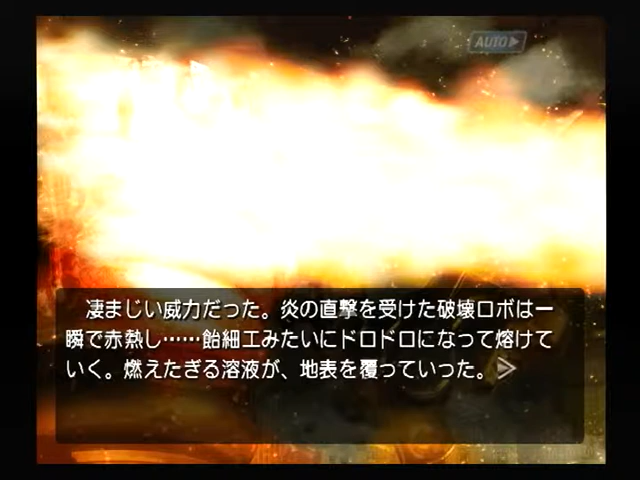 AUTO▶
凄まじい威力だった。炎の直撃を受けた破壊ロボは一
瞬で赤熱し……飴細工みたいにドロドロになって熔けて
いく。燃えたぎる溶液が、地表を覆っていった。